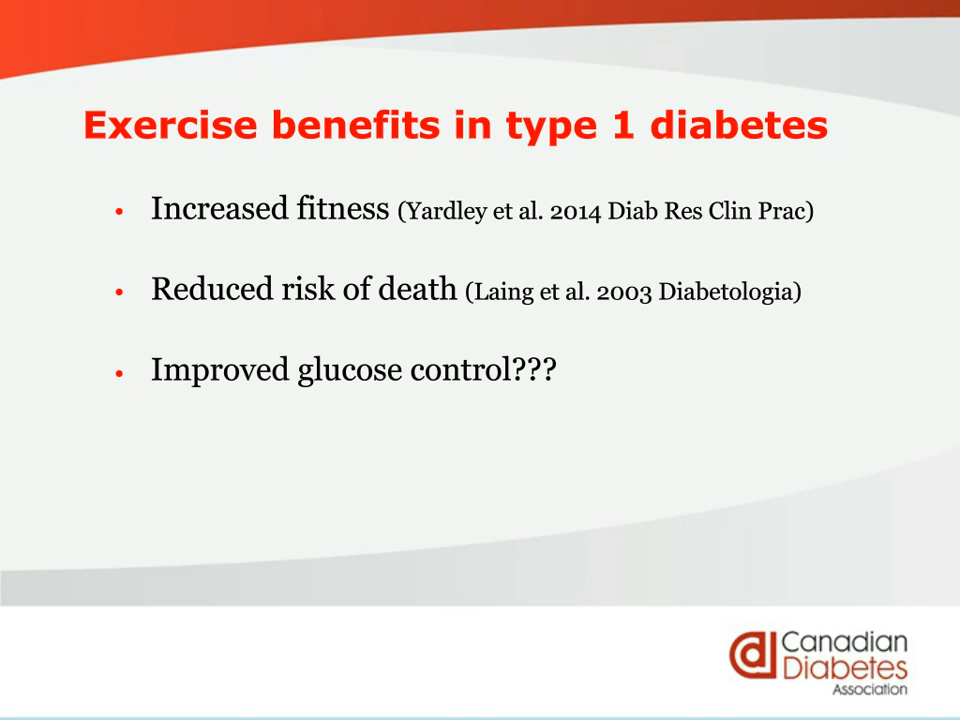 Exercise benefits in type 1 diabetes
• Increased fitness (Yardley et al. 2014 Diab Res Clin Prac)
• Reduced risk of death (Laing et al. 2003 Diabetologia)
• Improved glucose control???
Canadian
Diabetes
Association